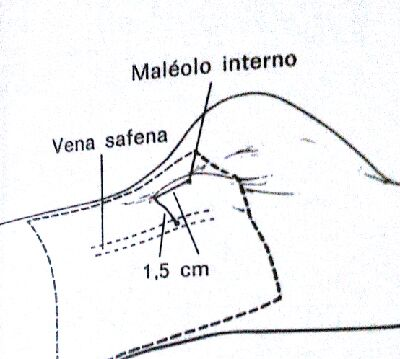 Maléolo interno
Vena safena
1,5 cm